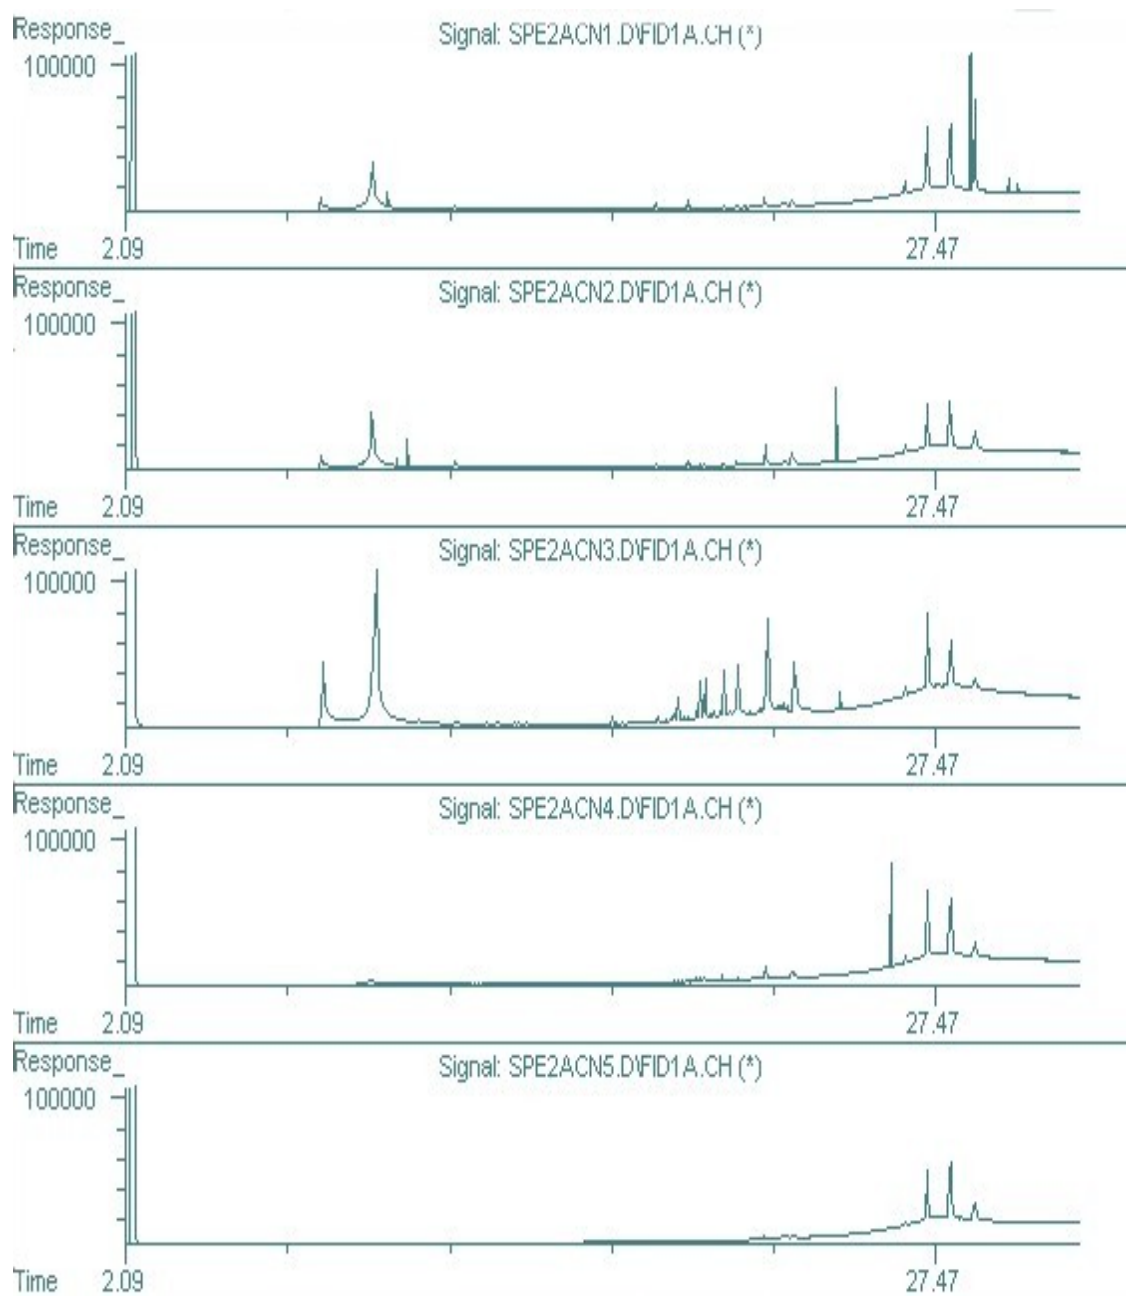 Response_
Signal: SPE2ACN1.D\FID1A.CH (*)
100000
Time 2.09 27.47
Response_
Signal: SPE2ACN2.D\FID1A.CH (*)
100000
Time 2.09 27.47
Response_
Signal: SPE2ACN3.D\FID1A.CH (*)
100000
Time 2.09 27.47
Response_
Signal: SPE2ACN4.D\FID1A.CH (*)
100000
Time 2.09 27.47
Response_
Signal: SPE2ACN5.D\FID1A.CH (*)
100000
Time 2.09 27.47